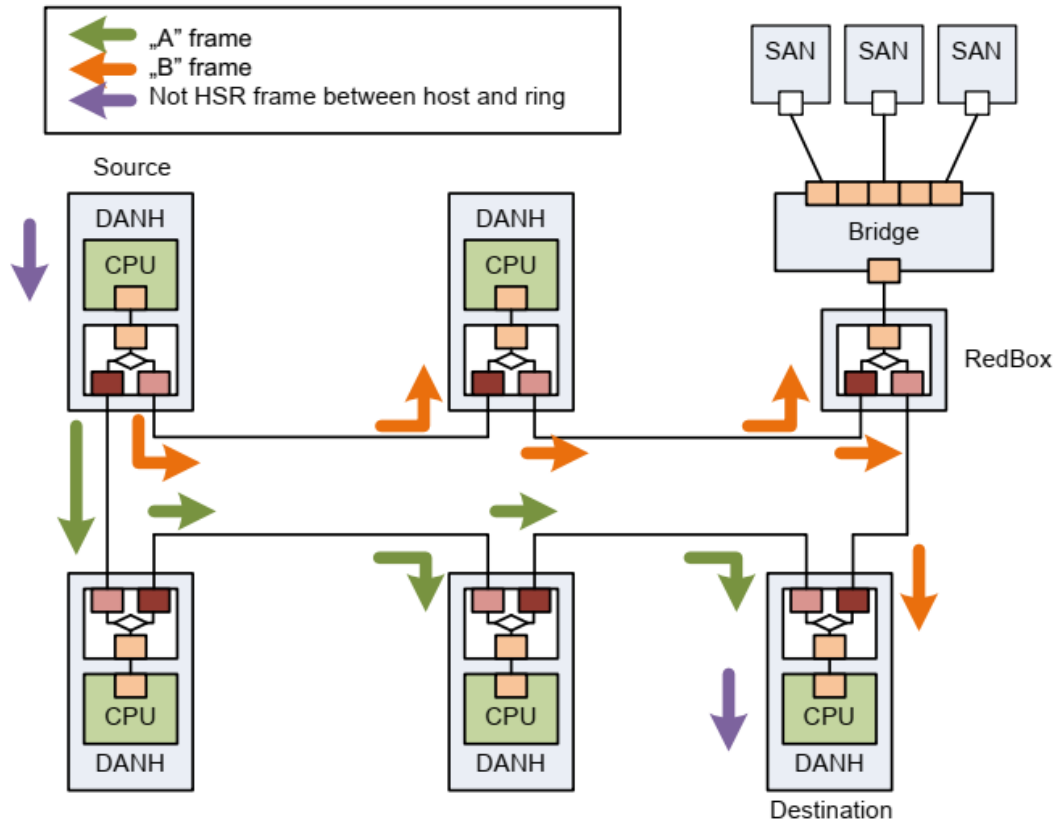 „A” frame
„B” frame
Not HSR frame between host and ring
SAN SAN SAN
Source
DANH DANH
CPU CPU
Bridge
RedBox
CPU CPU CPU
DANH DANH DANH
Destination